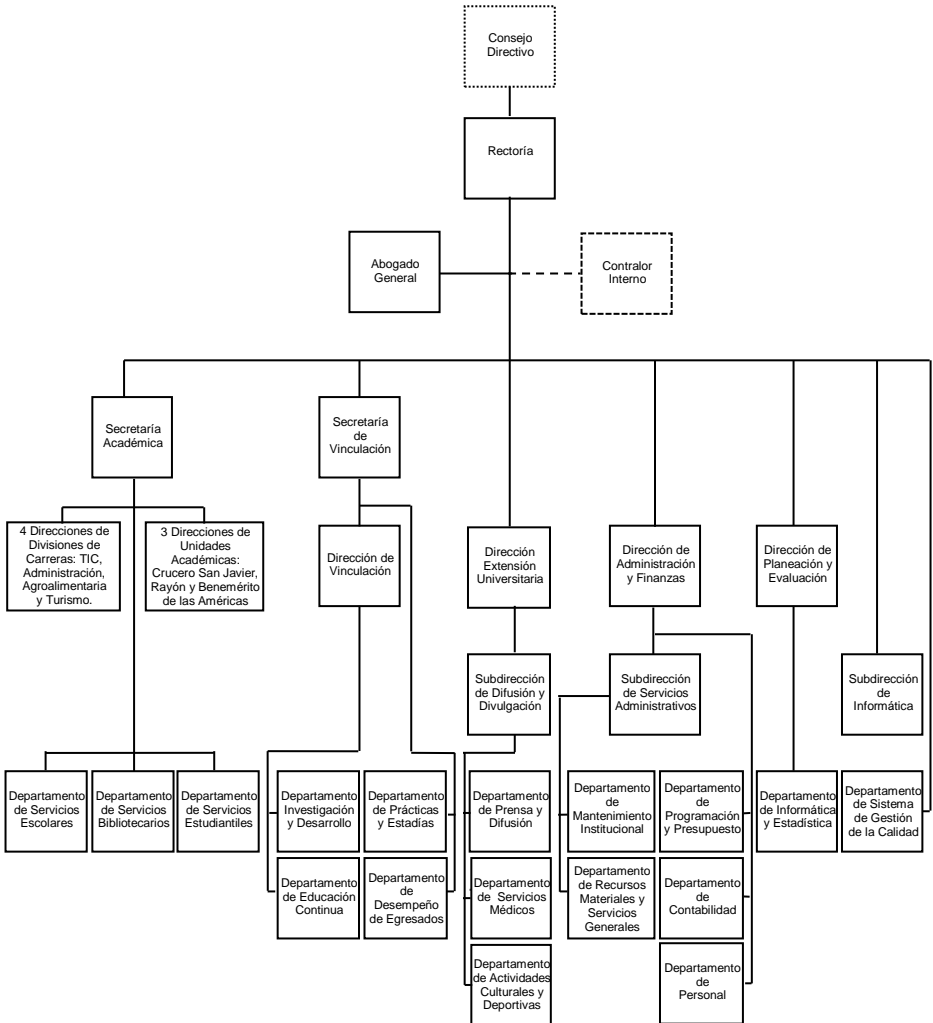 Consejo
Directivo
Rectoría
Abogado
General
Contralor
Interno
Secretaría
Académica
Secretaría
de
Vinculación
4 Direcciones de
Divisiones de
Carreras: TIC,
Administración,
Agroalimentaria
y Turismo.
3 Direcciones de
Unidades
Académicas:
Crucero San Javier,
Rayón y Benemérito
de las Américas
Dirección de
Vinculación
Dirección
Extensión
Universitaria
Dirección de
Administración
y Finanzas
Dirección de
Planeación y
Evaluación
Subdirección
de Difusión y
Divulgación
Subdirección
de Servicios
Administrativos
Subdirección
de
Informática
Departamento
de Servicios
Escolares
Departamento
de Servicios
Bibliotecarios
Departamento
de Servicios
Estudiantiles
Departamento
Investigación
y Desarrollo
Departamento
de Prácticas
y Estadías
Departamento
de Prensa y
Difusión
Departamento
de
Mantenimiento
Institucional
Departamento
de
Programación
y Presupuesto
Departamento
de Informática
y Estadística
Departamento
de Sistema
de Gestión
de la Calidad
Departamento
de Educación
Continua
Departamento
de
Desempeño
de Egresados
Departamento
de Servicios
Médicos
Departamento
de Recursos
Materiales y
Servicios
Generales
Departamento
de
Contabilidad
Departamento
de Actividades
Culturales y
Deportivas
Departamento
de
Personal